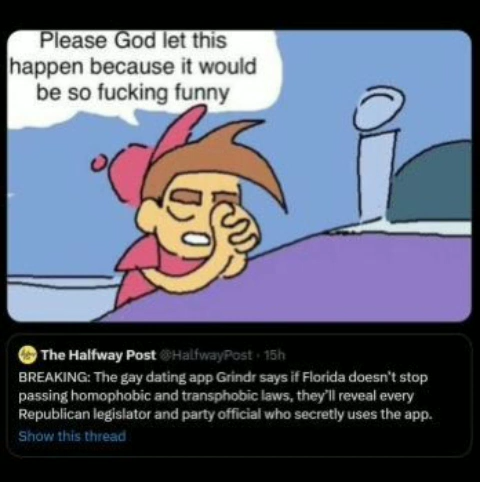 Please God let this
happen because it would
be so fucking funny
The Halfway Post @HalfwayPost · 15h
BREAKING: The gay dating app Grindr says if Florida doesn't stop
passing homophobic and transphobic laws, they'll reveal every
Republican legislator and party official who secretly uses the app.
Show this thread